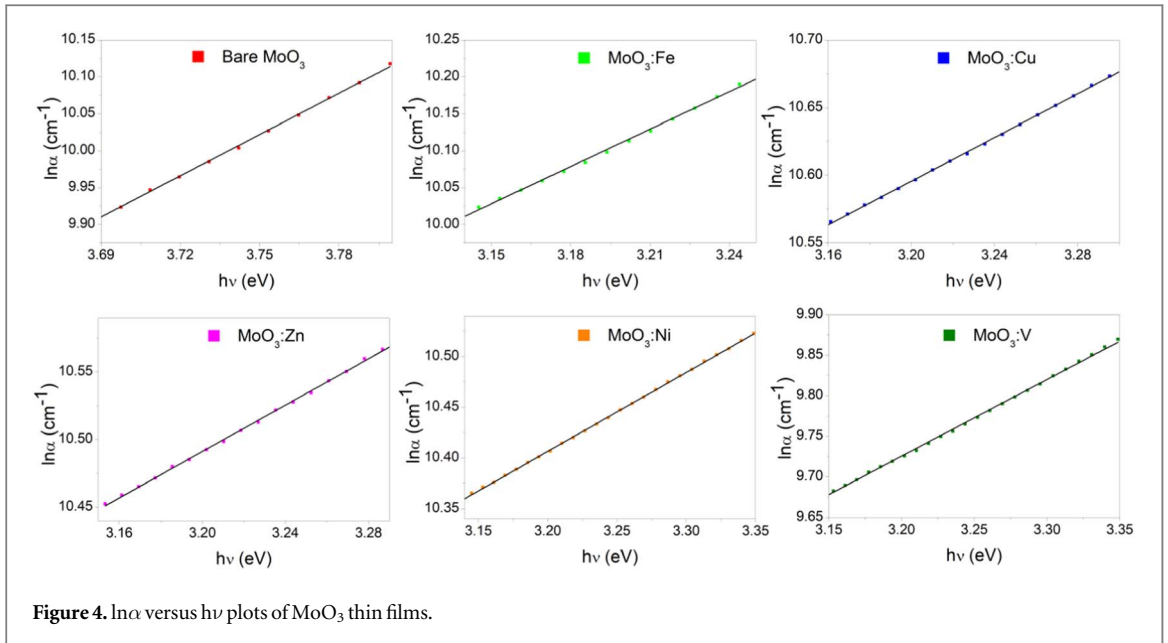 Bare MoO₃
10.15
10.10
10.05
10.00
9.95
9.90
lnα (cm⁻¹)
3.69 3.72 3.75 3.78
hν (eV)
MoO₃:Fe
10.25
10.20
10.15
10.10
10.05
10.00
lnα (cm⁻¹)
3.15 3.18 3.21 3.24
hν (eV)
MoO₃:Cu
10.70
10.65
10.60
10.55
lnα (cm⁻¹)
3.16 3.20 3.24 3.28
hν (eV)
MoO₃:Zn
10.55
10.50
10.45
lnα (cm⁻¹)
3.16 3.20 3.24 3.28
hν (eV)
MoO₃:Ni
10.50
10.45
10.40
10.35
lnα (cm⁻¹)
3.15 3.20 3.25 3.30 3.35
hν (eV)
MoO₃:V
9.90
9.85
9.80
9.75
9.70
9.65
lnα (cm⁻¹)
3.15 3.20 3.25 3.30 3.35
hν (eV)
Figure 4. lnα versus hν plots of MoO₃ thin films.